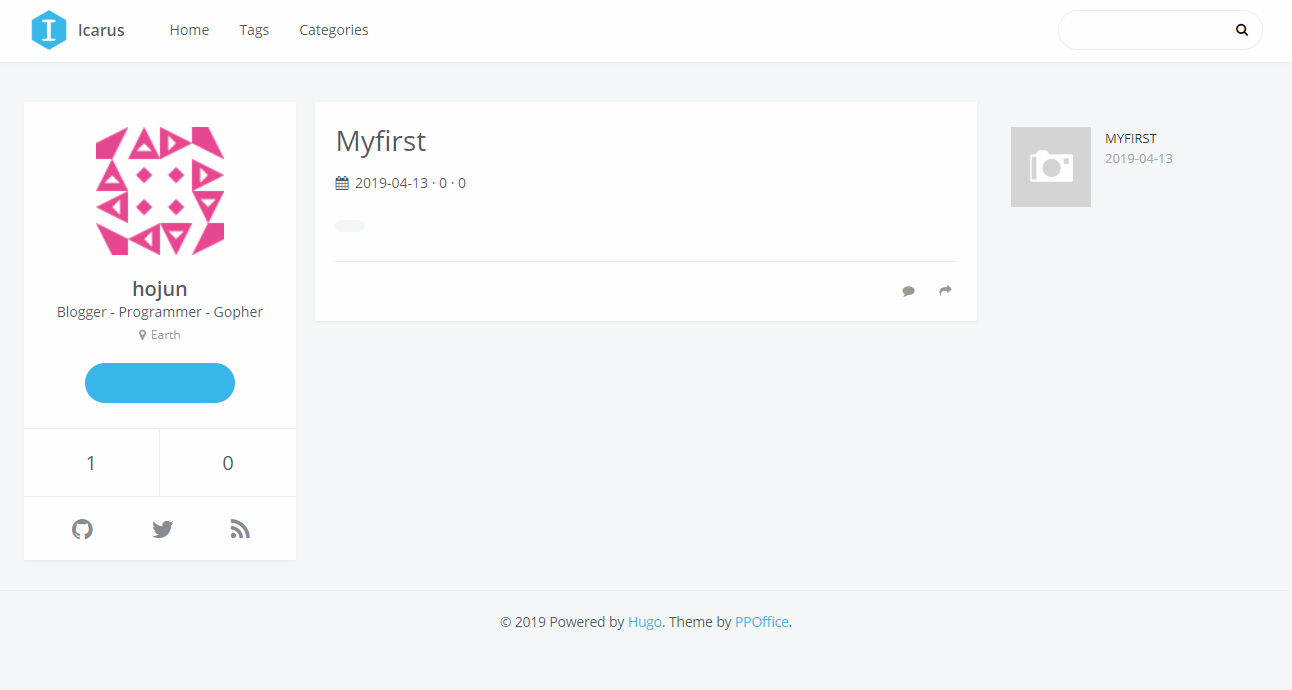 I Icarus Home Tags Categories
hojun
Blogger - Programmer - Gopher
Earth
1 0
Myfirst
2019-04-13 · 0 · 0
MYFIRST
2019-04-13
© 2019 Powered by Hugo. Theme by PPOffice.